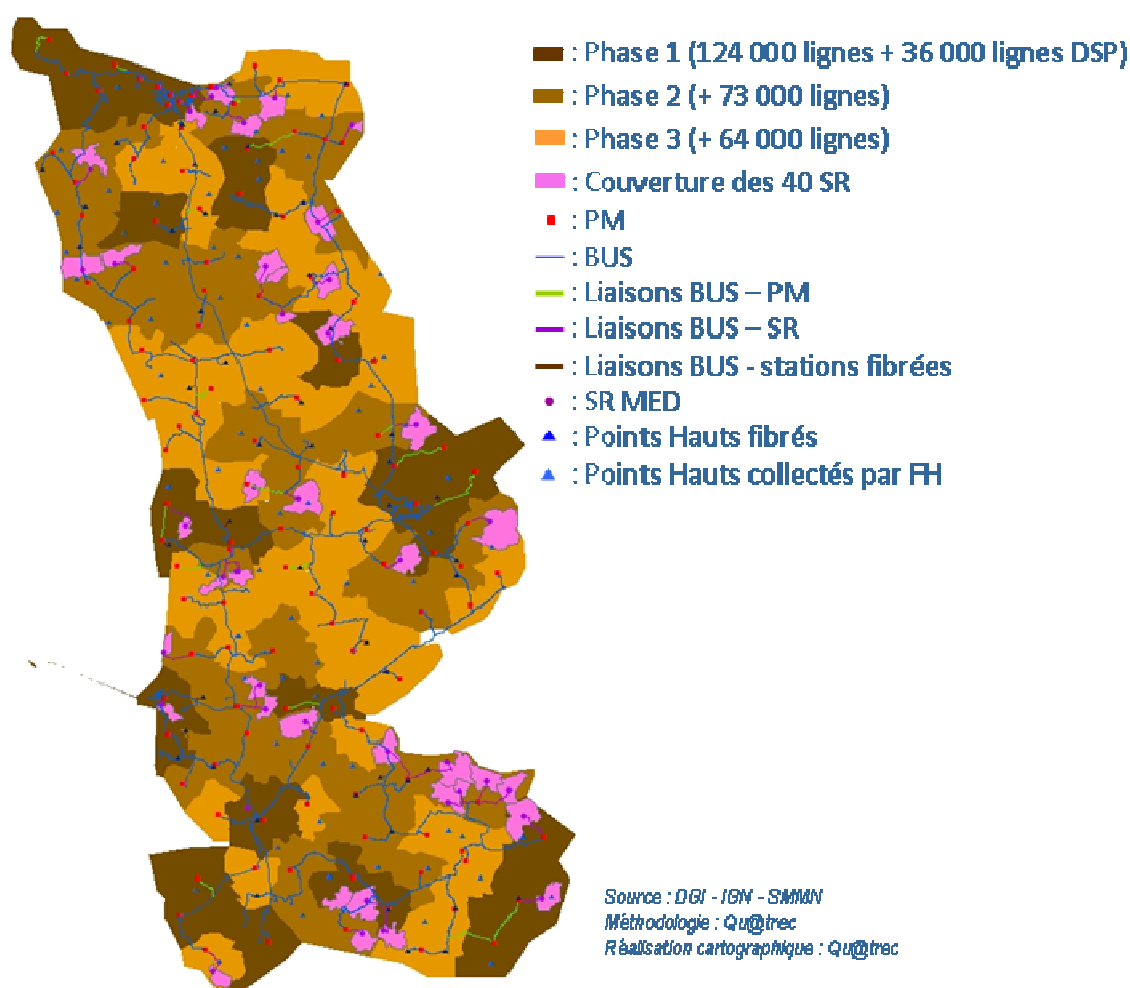 : Phase 1 (124 000 lignes + 36 000 lignes DSP)
: Phase 2 (+ 73 000 lignes)
: Phase 3 (+ 64 000 lignes)
: Couverture des 40 SR
: PM
: BUS
: Liaisons BUS – PM
: Liaisons BUS – SR
: Liaisons BUS - stations fibrées
: SR MED
: Points Hauts fibrés
: Points Hauts collectés par FH
Source : DGI - IGN - SMMN
Méthodologie : Qu@trec
Réalisation cartographique : Qu@trec